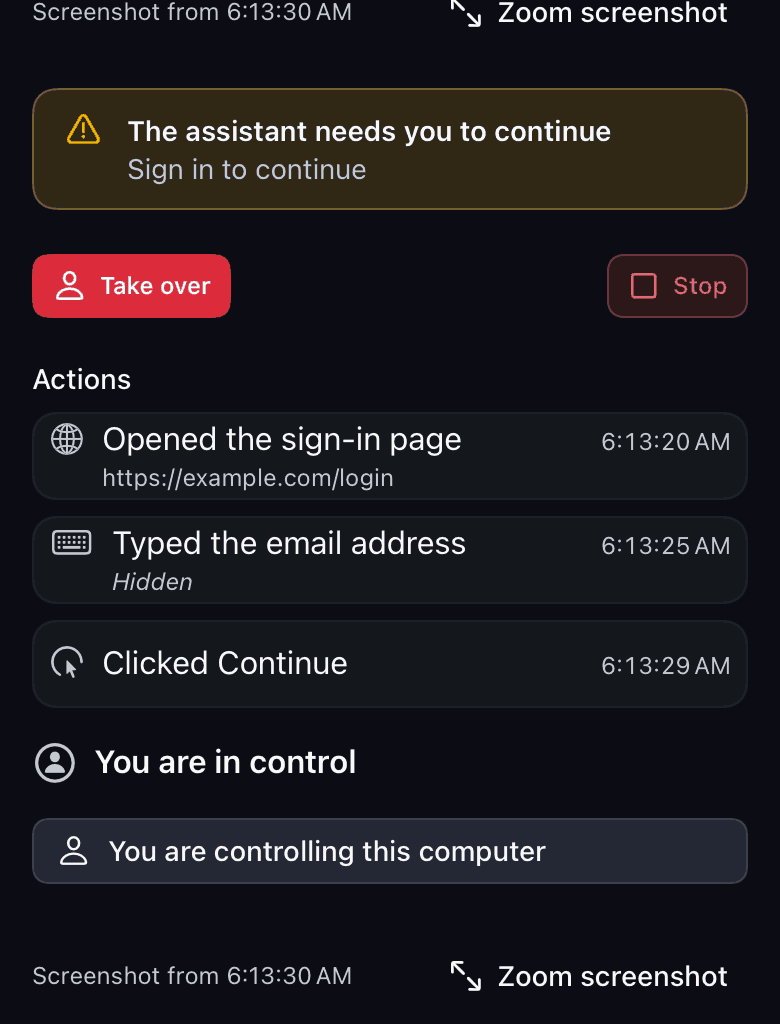 Screenshot from 6:13:30 AM
Zoom screenshot
The assistant needs you to continue
Sign in to continue
Take over
Stop
Actions
Opened the sign-in page
6:13:20 AM
https://example.com/login
Typed the email address
6:13:25 AM
Hidden
Clicked Continue
6:13:29 AM
You are in control
You are controlling this computer
Screenshot from 6:13:30 AM
Zoom screenshot